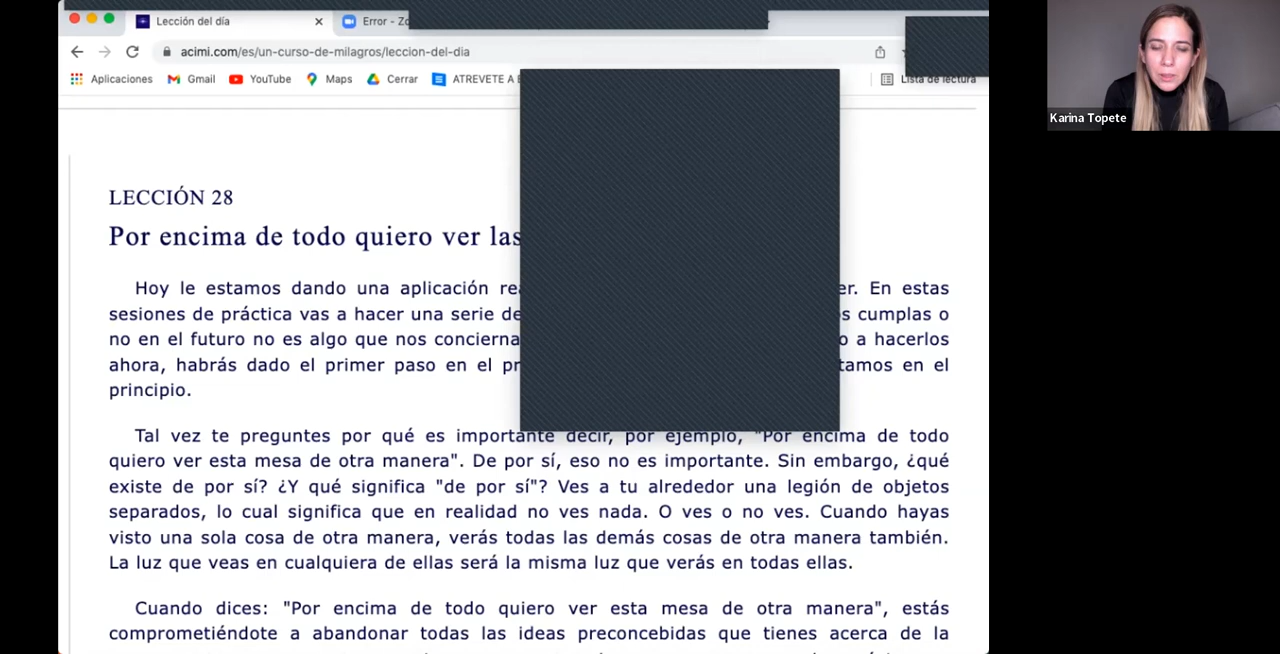 Lección del día
Error - Zo
acimi.com/es/un-curso-de-milagros/leccion-del-dia
Aplicaciones Gmail YouTube Maps Cerrar ATREVETE A Lista de lectura
Karina Topete
LECCIÓN 28
Por encima de todo quiero ver las
Hoy le estamos dando una aplicación rea er. En estas
sesiones de práctica vas a hacer una serie de s cumplas o
no en el futuro no es algo que nos concierna o a hacerlos
ahora, habrás dado el primer paso en el pr tamos en el
principio.
Tal vez te preguntes por qué es importante decir, por ejemplo, "Por encima de todo
quiero ver esta mesa de otra manera". De por sí, eso no es importante. Sin embargo, ¿qué
existe de por sí? ¿Y qué significa "de por sí"? Ves a tu alrededor una legión de objetos
separados, lo cual significa que en realidad no ves nada. O ves o no ves. Cuando hayas
visto una sola cosa de otra manera, verás todas las demás cosas de otra manera también.
La luz que veas en cualquiera de ellas será la misma luz que verás en todas ellas.
Cuando dices: "Por encima de todo quiero ver esta mesa de otra manera", estás
comprometiéndote a abandonar todas las ideas preconcebidas que tienes acerca de la